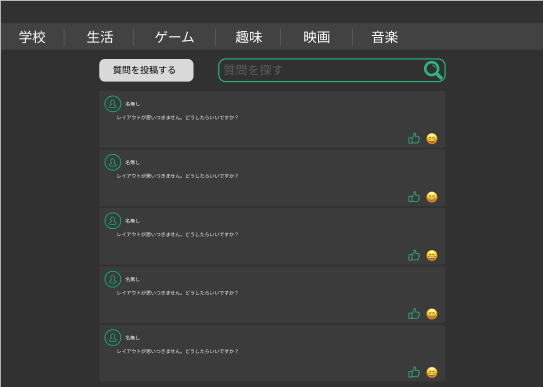 学校 生活 ゲーム 趣味 映画 音楽
質問を投稿する 質問を探す
名無し
レイアウトが思いつきません。どうしたらいいですか？
名無し
レイアウトが思いつきません。どうしたらいいですか？
名無し
レイアウトが思いつきません。どうしたらいいですか？
名無し
レイアウトが思いつきません。どうしたらいいですか？
名無し
レイアウトが思いつきません。どうしたらいいですか？